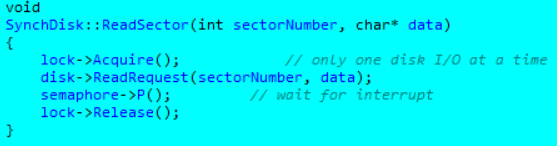 void
SynchDisk::ReadSector(int sectorNumber, char* data)
{
    lock->Acquire();            // only one disk I/O at a time
    disk->ReadRequest(sectorNumber, data);
    semaphore->P();         // wait for interrupt
    lock->Release();
}